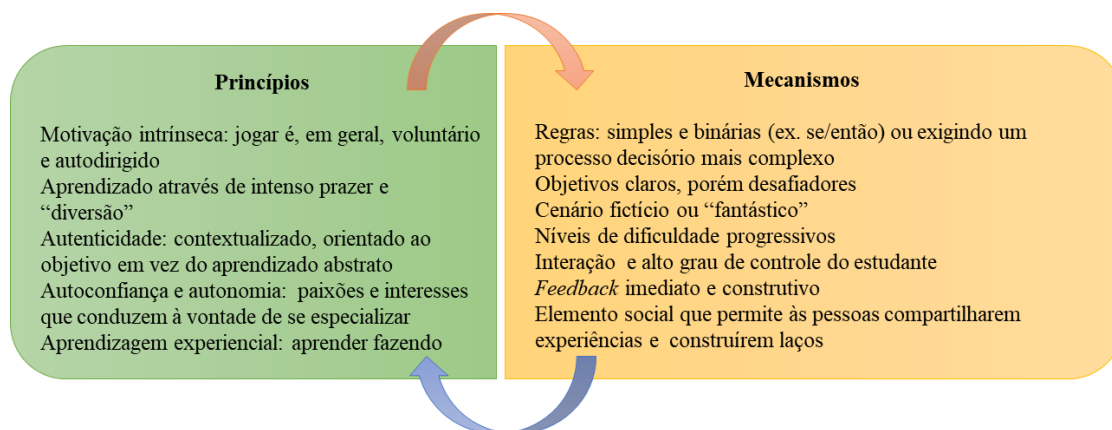 Princípios
Motivação intrínseca: jogar é, em geral, voluntário
e autodirigido
Aprendizado através de intenso prazer e
“diversão”
Autenticidade: contextualizado, orientado ao
objetivo em vez do aprendizado abstrato
Autoconfiança e autonomia: paixões e interesses
que conduzem à vontade de se especializar
Aprendizagem experiencial: aprender fazendo
Mecanismos
Regras: simples e binárias (ex. se/então) ou exigindo um
processo decisório mais complexo
Objetivos claros, porém desafiadores
Cenário fictício ou “fantástico”
Níveis de dificuldade progressivos
Interação e alto grau de controle do estudante
Feedback imediato e construtivo
Elemento social que permite às pessoas compartilharem
experiências e construírem laços